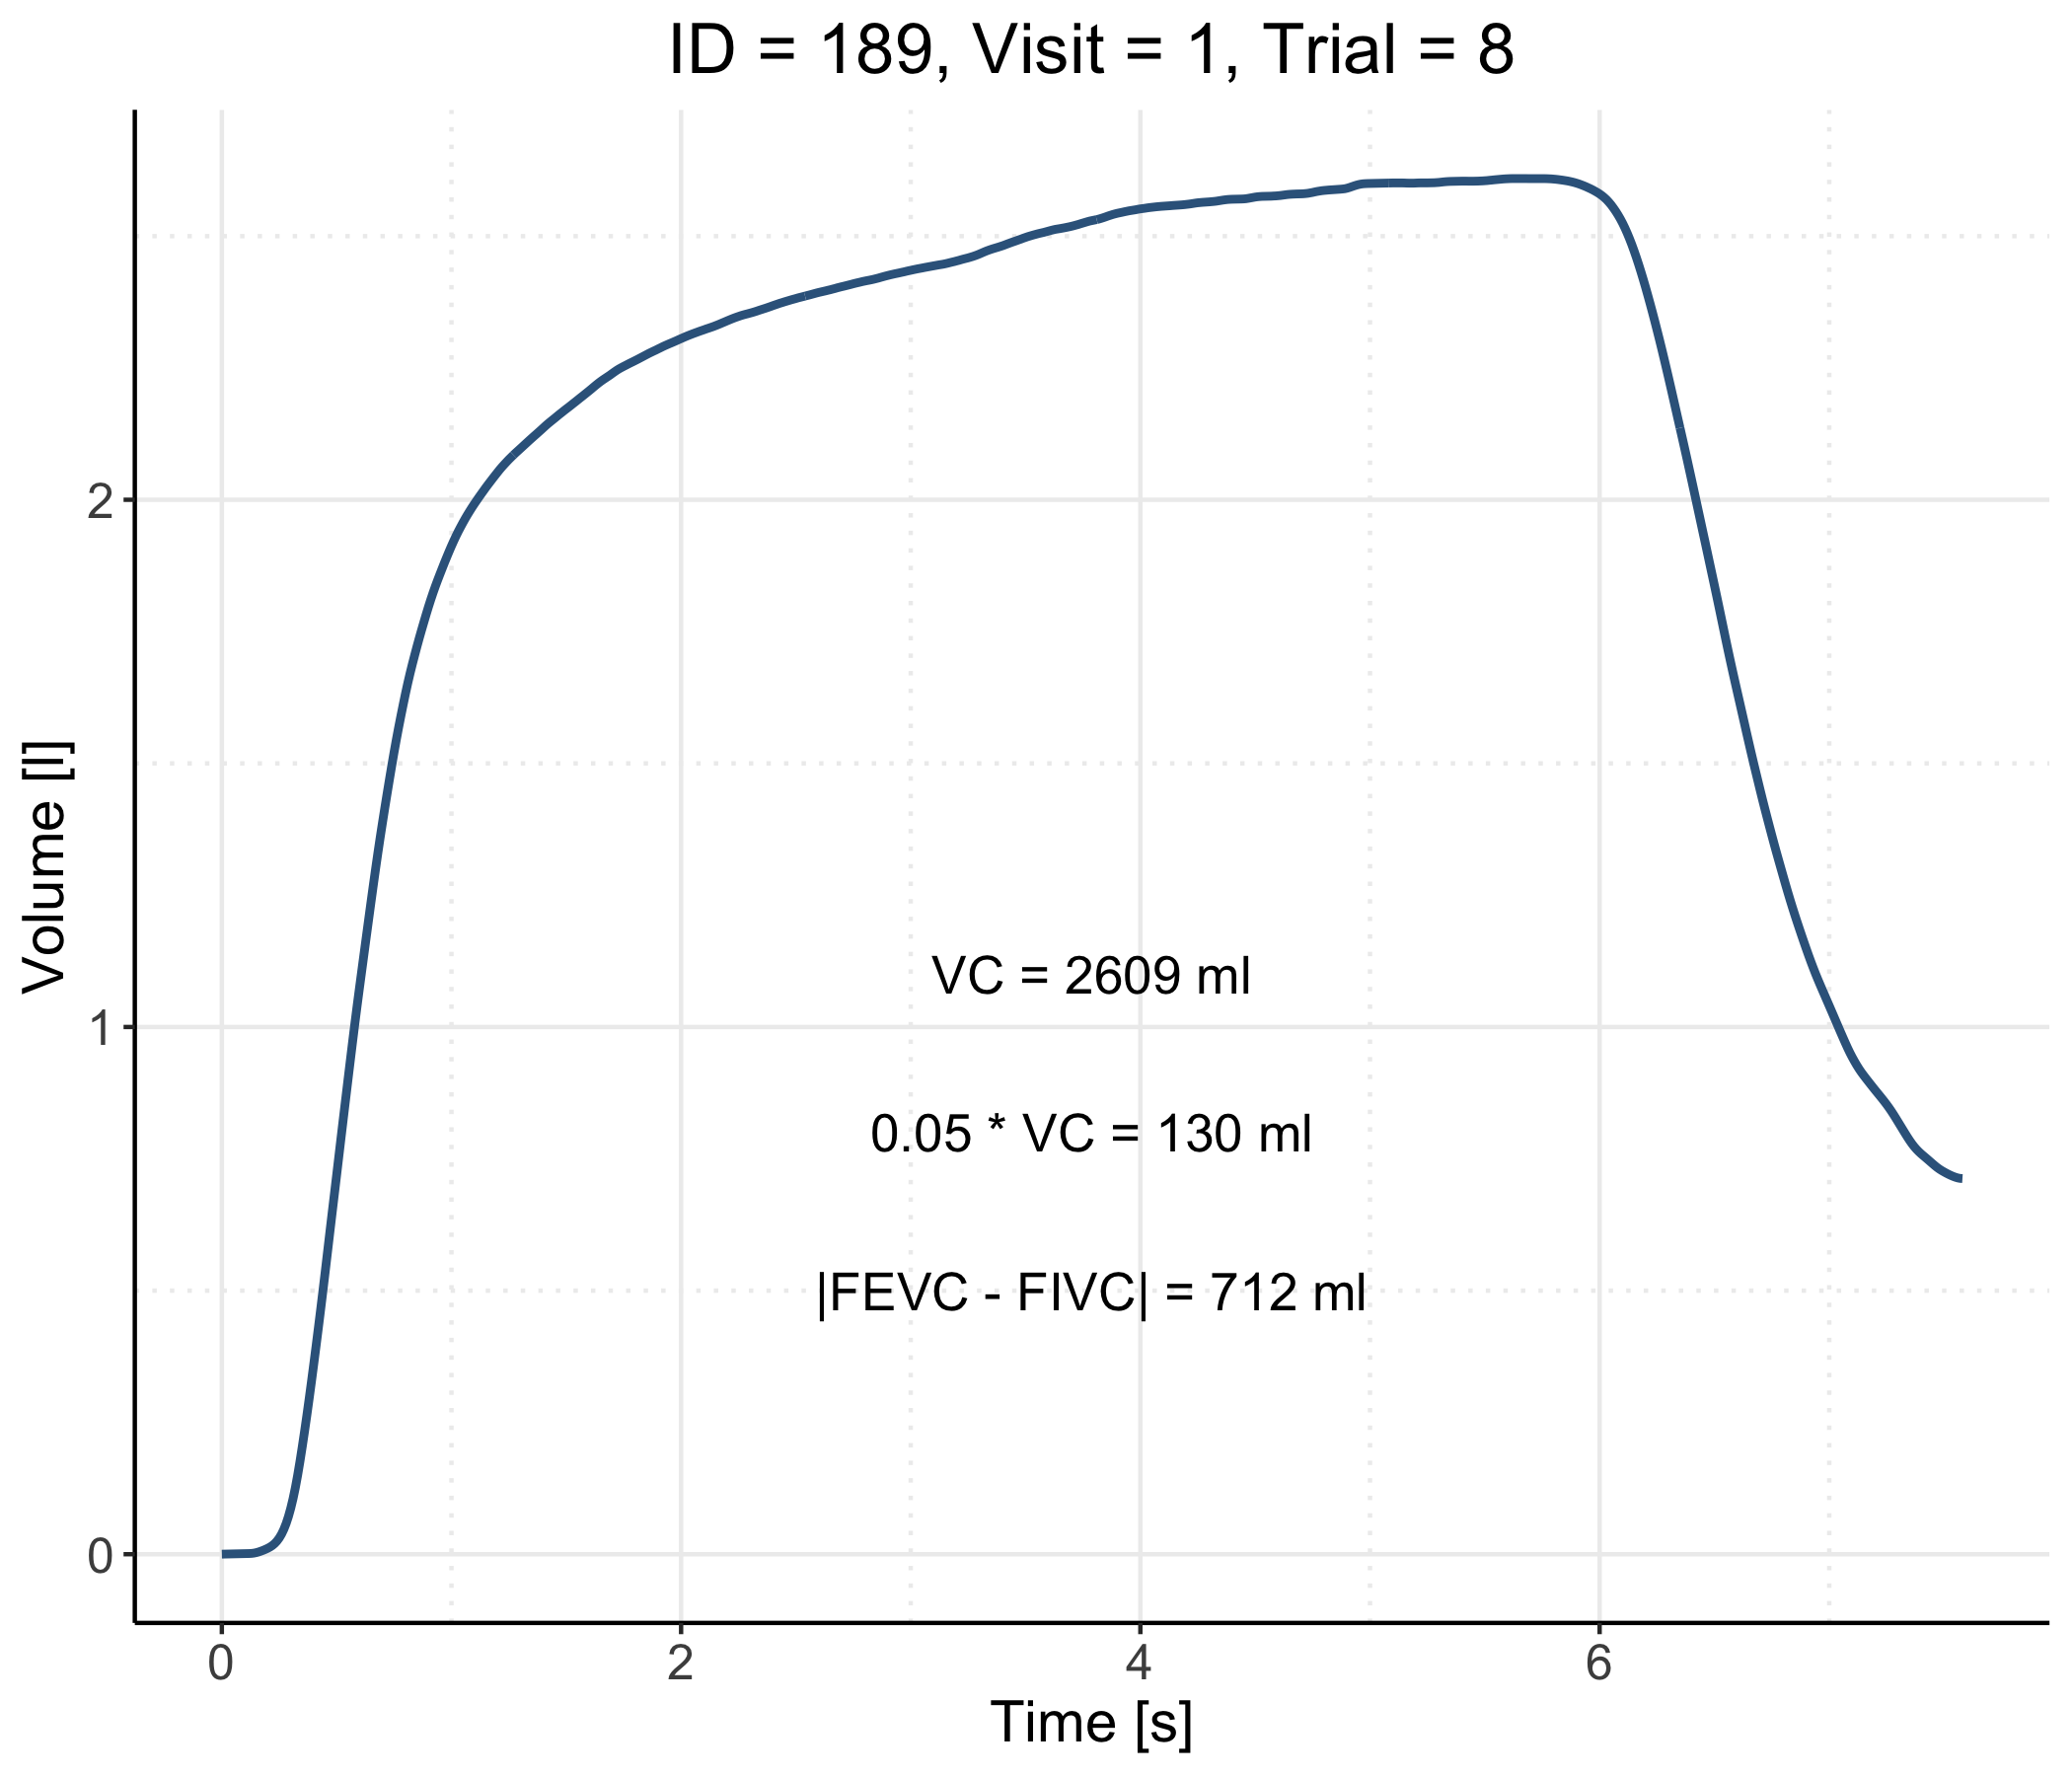 ID = 189, Visit = 1, Trial = 8
Volume [l]
2
1
0
VC = 2609 ml
0.05 * VC = 130 ml
|FEVC - FIVC| = 712 ml
0 2 4 6
Time [s]